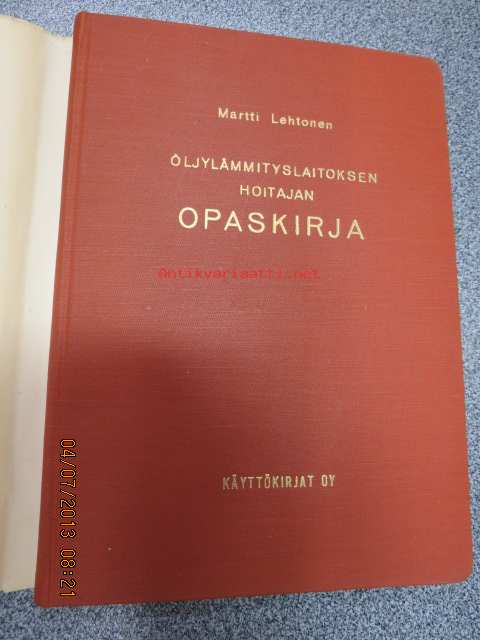 Martti Lehtonen
ÖLJYLÄMMITYSLAITOKSEN
HOITAJAN
OPASKIRJA
Antikvariaatti.net
KÄYTTÖKIRJAT OY
04/07/2013 08:21